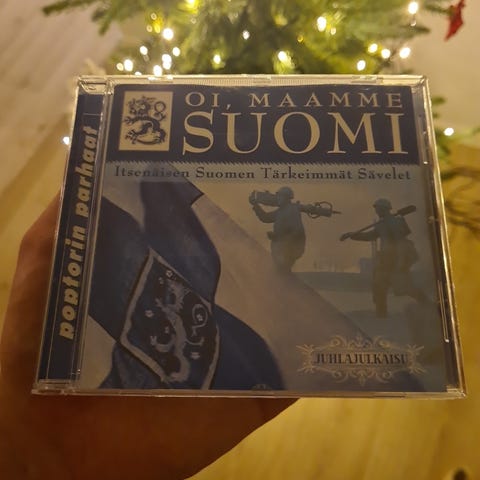 OI, MAAMME
SUOMI
Itsenäisen Suomen Tärkeimmät Sävelet
poptorin parhaat
JUHLAJULKAISU